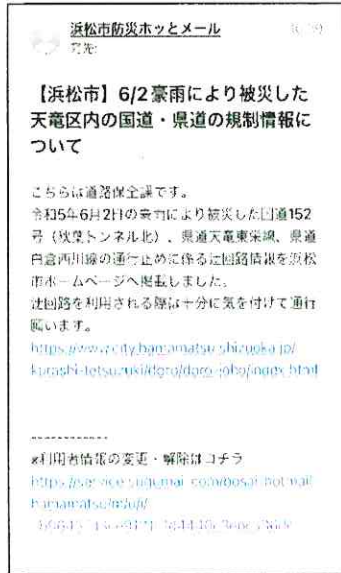 浜松市防災ホッとメール
宛先:
【浜松市】6/2豪雨により被災した
天竜区内の国道・県道の規制情報に
ついて
こちらは道路保全課です。
令和5年6月2日の豪雨により被災した国道152
号（秋葉トンネル北）、県道天竜東栄線、県道
白倉西川線の通行止めに係る迂回路情報を浜松
市ホームページへ掲載しました。
迂回路を利用される際は十分に気を付けて通行
願います。
https://www.city.hamamatsu.shizuoka.jp/
kurashi-tetsuzuki/doro/doro-joho/index.html
------------
※利用者情報の変更・解除はコチラ